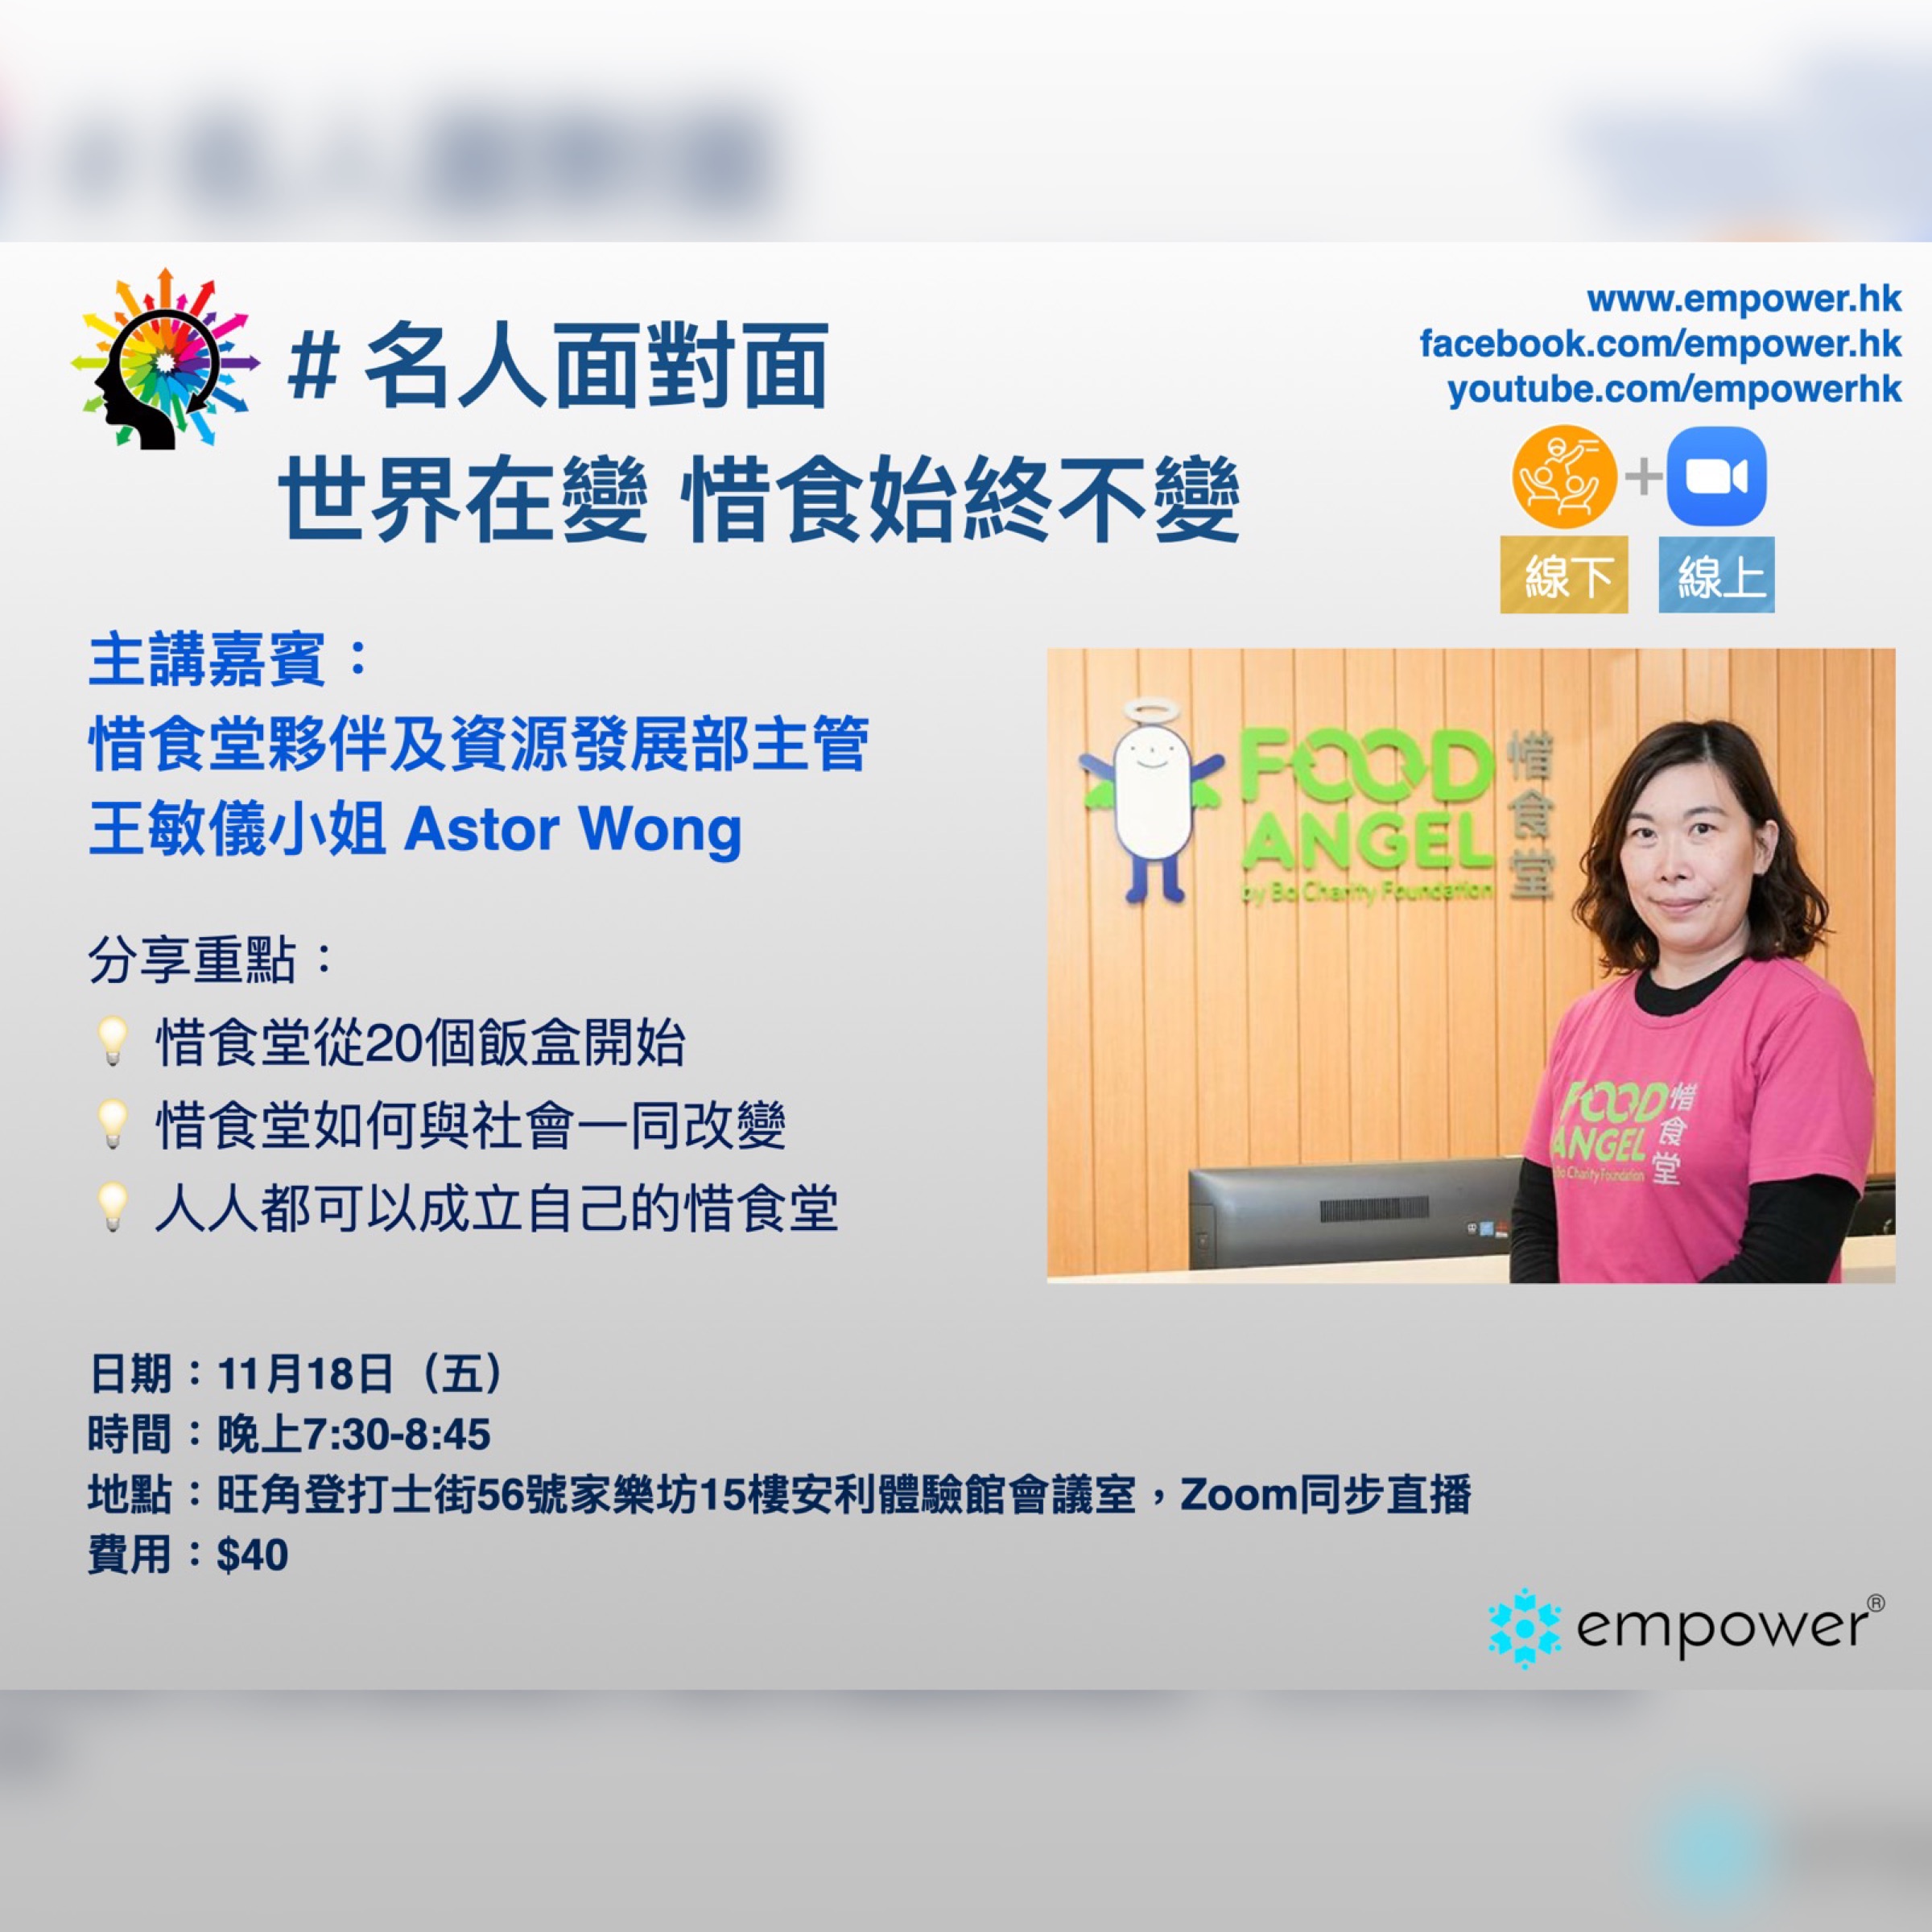 # 名人面對面
世界在變 惜食始終不變
www.empower.hk
facebook.com/empower.hk
youtube.com/empowerhk
線下
線上
主講嘉賓：
惜食堂夥伴及資源發展部主管
王敏儀小姐 Astor Wong
分享重點：
惜食堂從20個飯盒開始
惜食堂如何與社會一同改變
人人都可以成立自己的惜食堂
FOOD
ANGEL
by Bo Charity Foundation
惜食堂
FOOD
ANGEL
Bo Charity Foundation
惜食堂
日期：11月18日（五）
時間：晚上7:30-8:45
地點：旺角登打士街56號家樂坊15樓安利體驗館會議室，Zoom同步直播
費用：$40
empower®